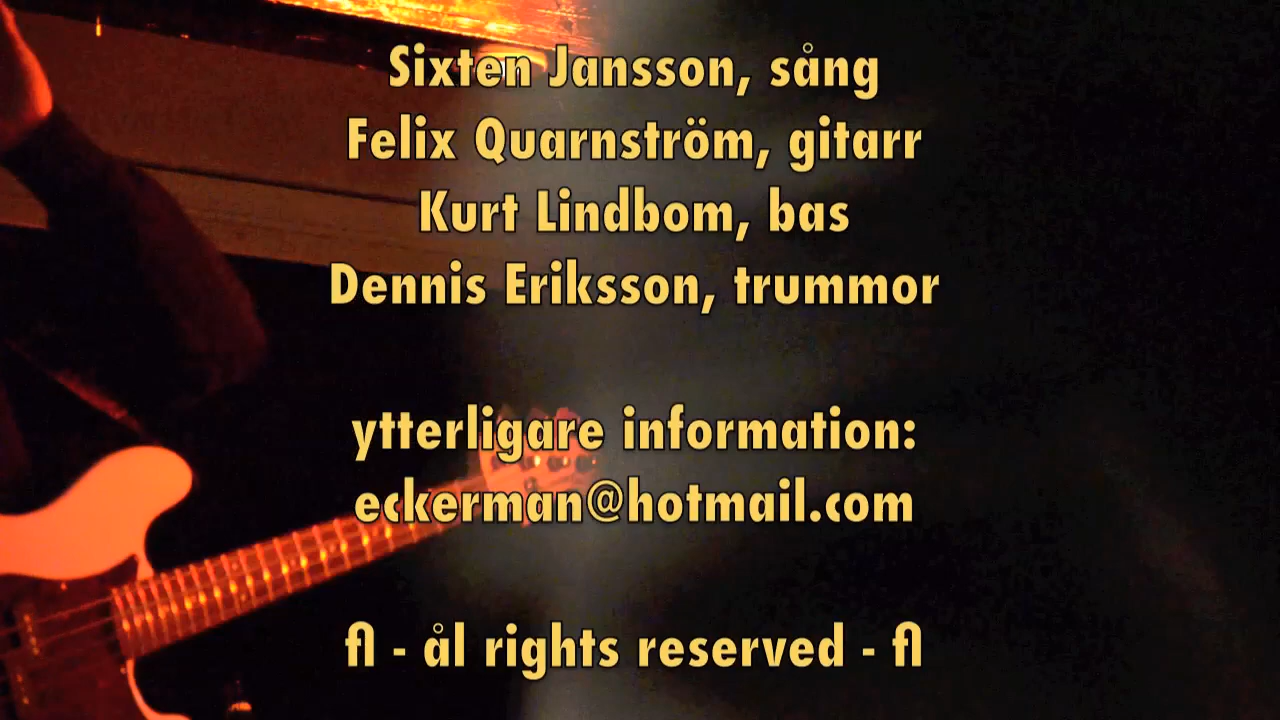 Sixten Jansson, sång
Felix Quarnström, gitarr
Kurt Lindbom, bas
Dennis Eriksson, trummor
ytterligare information:
eckerman@hotmail.com
fl - ål rights reserved - fl